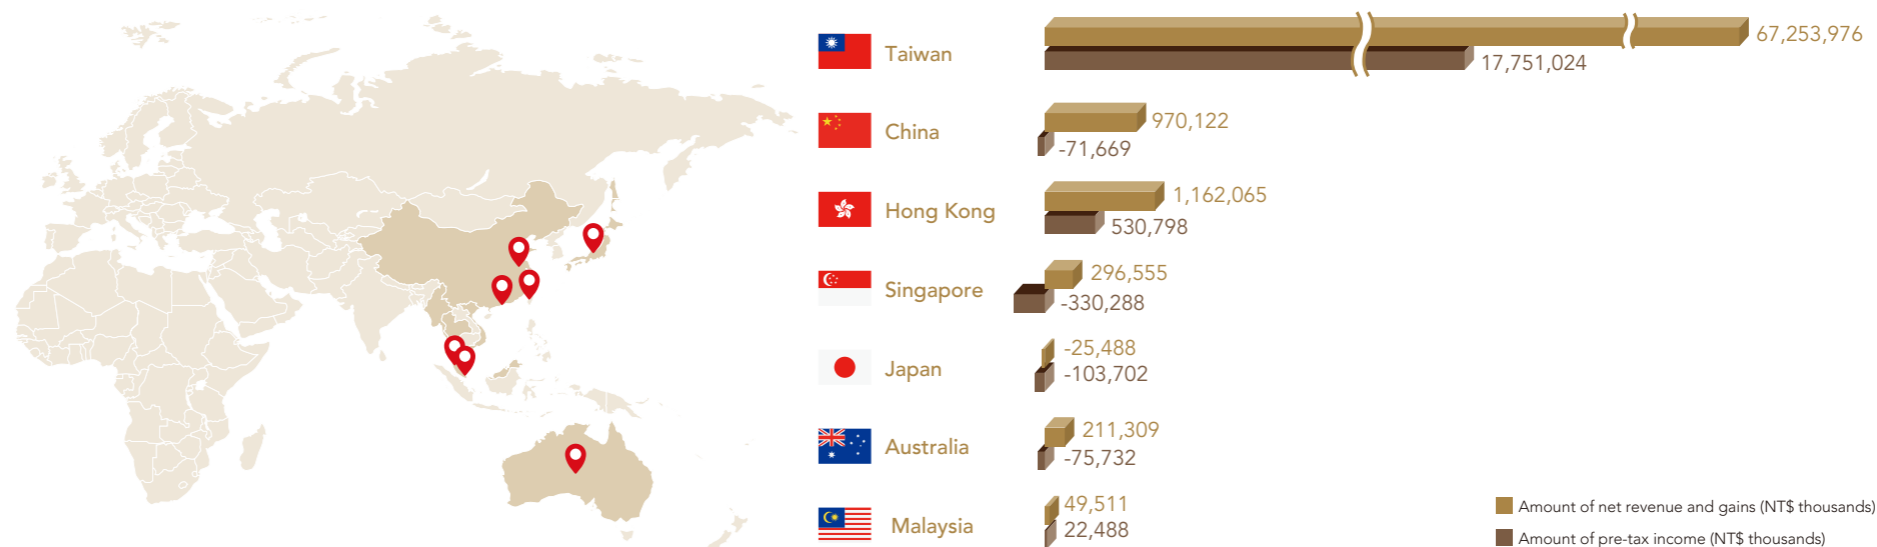 Taiwan
67,253,976
17,751,024
China
970,122
-71,669
Hong Kong
1,162,065
530,798
Singapore
296,555
-330,288
Japan
-25,488
-103,702
Australia
211,309
-75,732
Malaysia
49,511
22,488
Amount of net revenue and gains (NT$ thousands)
Amount of pre-tax income (NT$ thousands)